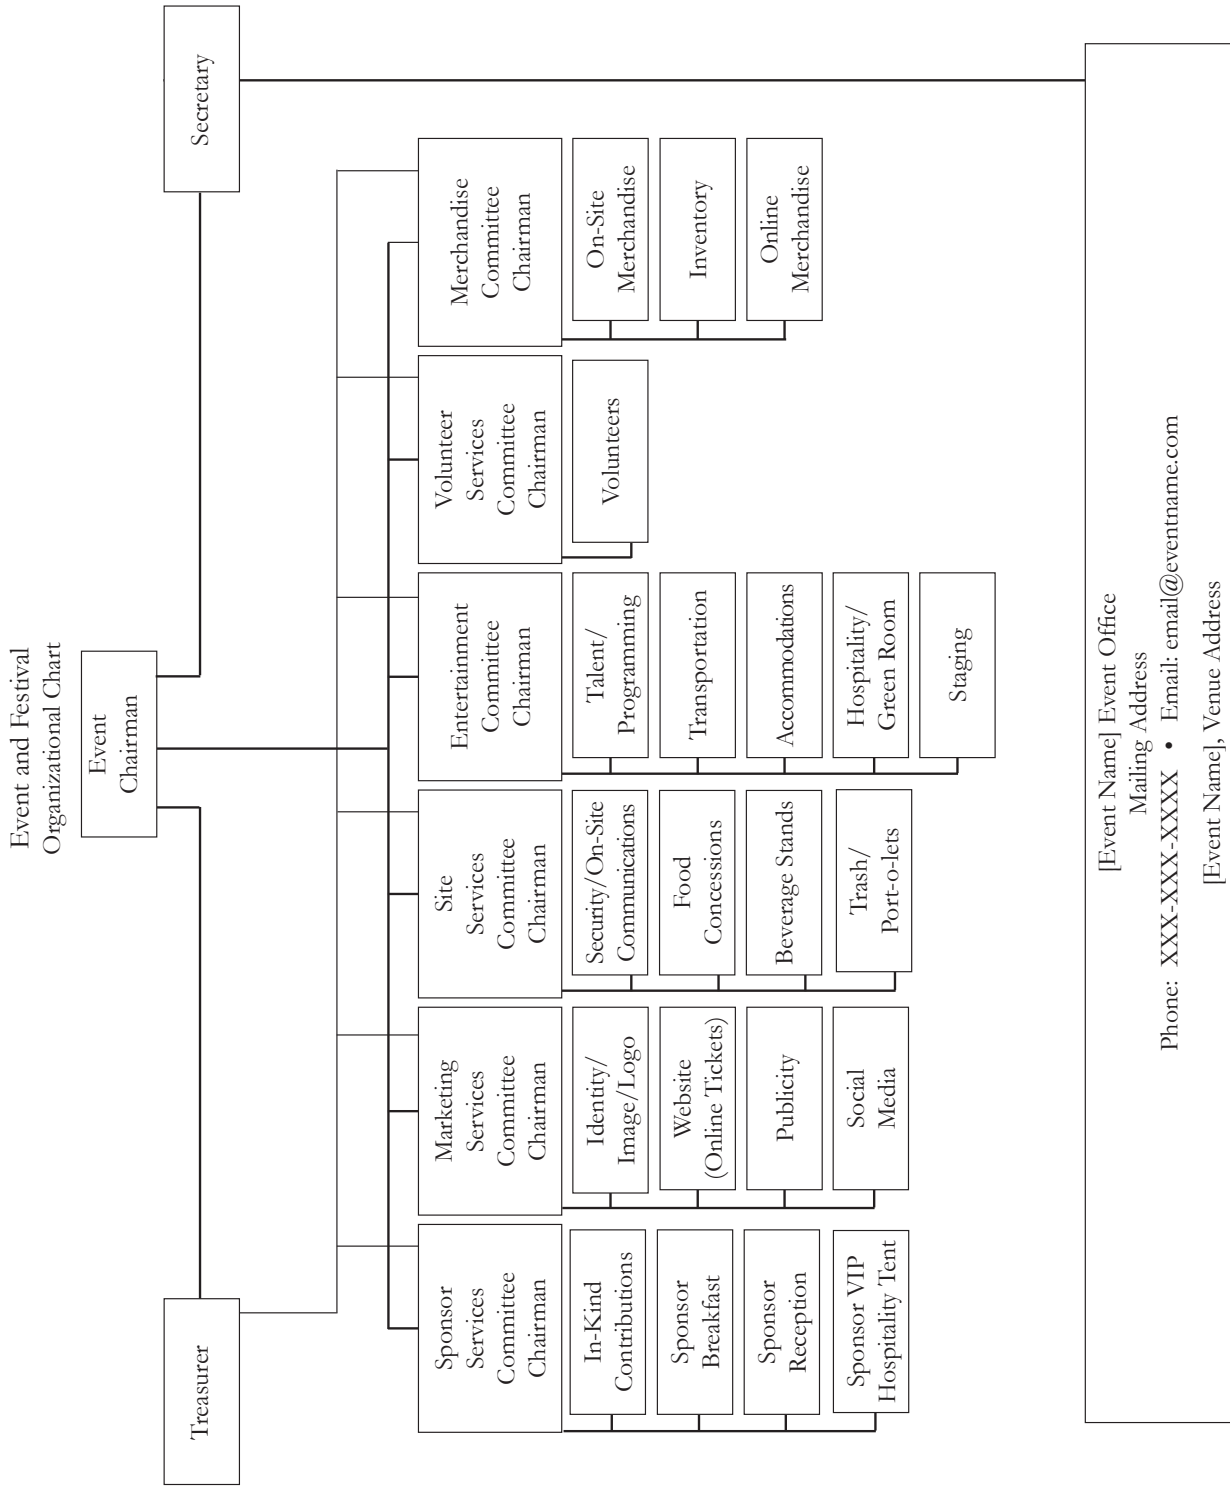 Event and Festival
Organizational Chart
Event
Chairman
Treasurer
Secretary
Sponsor
Services
Committee
Chairman
In-Kind
Contributions
Sponsor
Breakfast
Sponsor
Reception
Sponsor VIP
Hospitality Tent
Marketing
Services
Committee
Chairman
Identity/
Image/Logo
Website
(Online Tickets)
Publicity
Social
Media
Site
Services
Committee
Chairman
Security/On-Site
Communications
Food
Concessions
Beverage Stands
Trash/
Port-o-lets
Entertainment
Committee
Chairman
Talent/
Programming
Transportation
Accommodations
Hospitality/
Green Room
Staging
Volunteer
Services
Committee
Chairman
Volunteers
Merchandise
Committee
Chairman
On-Site
Merchandise
Inventory
Online
Merchandise
[Event Name] Event Office
Mailing Address
Phone: XXX-XXX-XXXX • Email: email@eventname.com
[Event Name], Venue Address